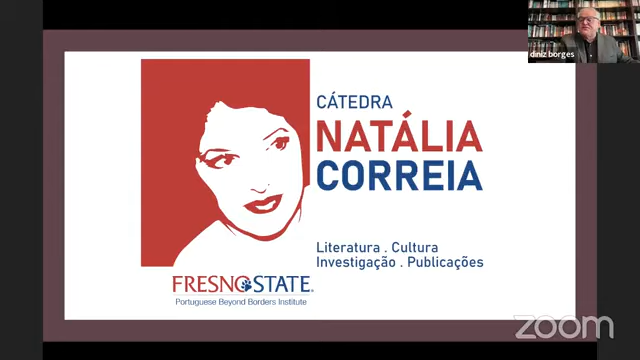 diniz borges
CÁTEDRA
NATÁLIA
CORREIA
Literatura . Cultura
Investigação . Publicações
FRESNO STATE®
Portuguese Beyond Borders Institute
zoom